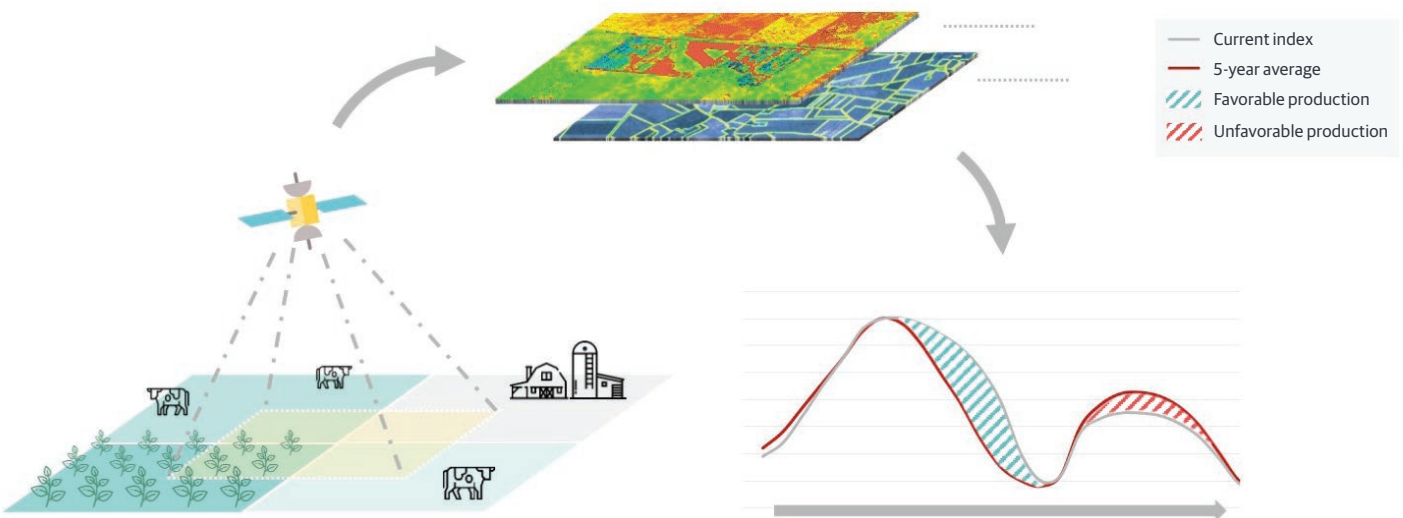 Current index
5-year average
Favorable production
Unfavorable production